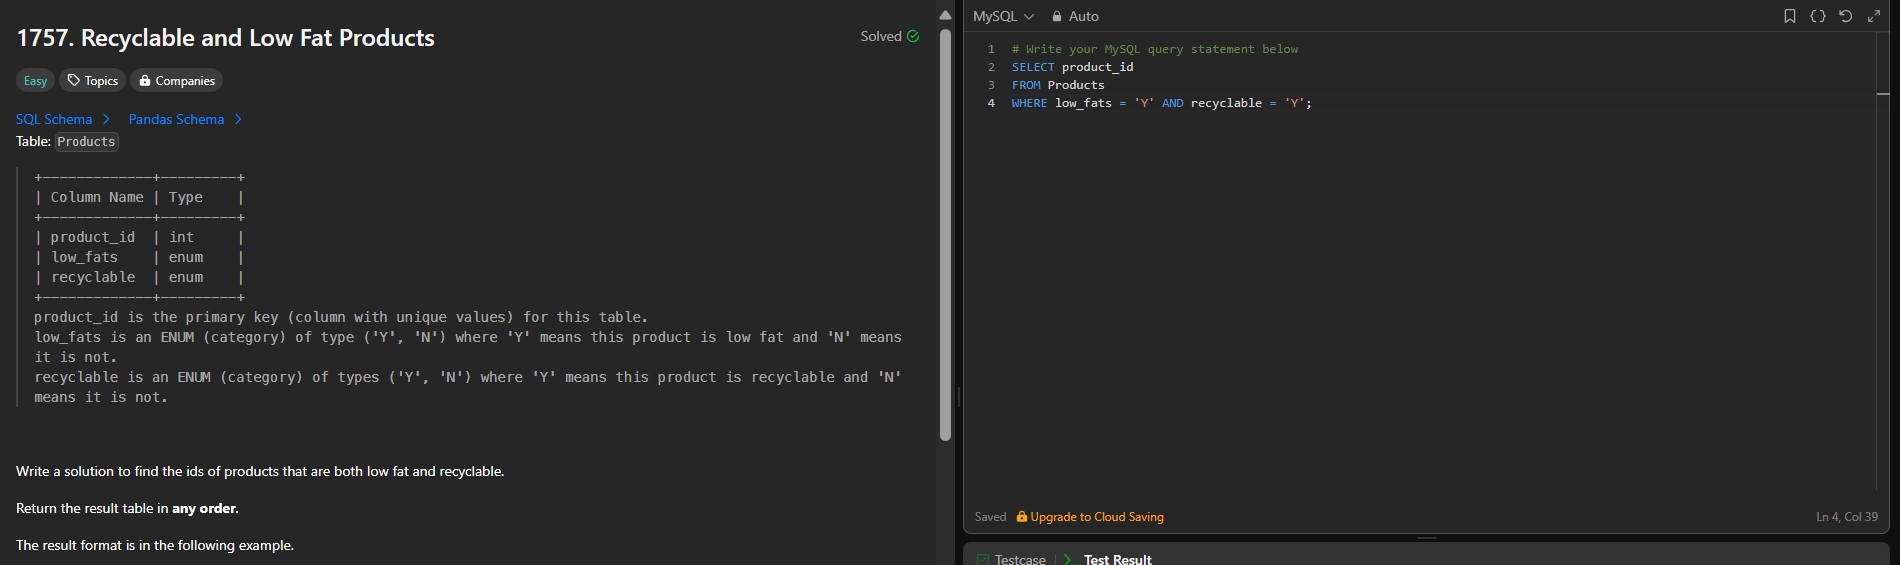 1757. Recyclable and Low Fat Products
Solved
Easy Topics Companies
SQL Schema > Pandas Schema >
Table: Products
+-------------+---------+
| Column Name | Type    |
+-------------+---------+
| product_id  | int     |
| low_fats    | enum    |
| recyclable  | enum    |
+-------------+---------+
product_id is the primary key (column with unique values) for this table.
low_fats is an ENUM (category) of type ('Y', 'N') where 'Y' means this product is low fat and 'N' means
it is not.
recyclable is an ENUM (category) of types ('Y', 'N') where 'Y' means this product is recyclable and 'N'
means it is not.
Write a solution to find the ids of products that are both low fat and recyclable.
Return the result table in any order.
The result format is in the following example.
MySQL Auto
1 # Write your MySQL query statement below
2 SELECT product_id
3 FROM Products
4 WHERE low_fats = 'Y' AND recyclable = 'Y';
Saved Upgrade to Cloud Saving Ln 4, Col 39
Testcase Test Result